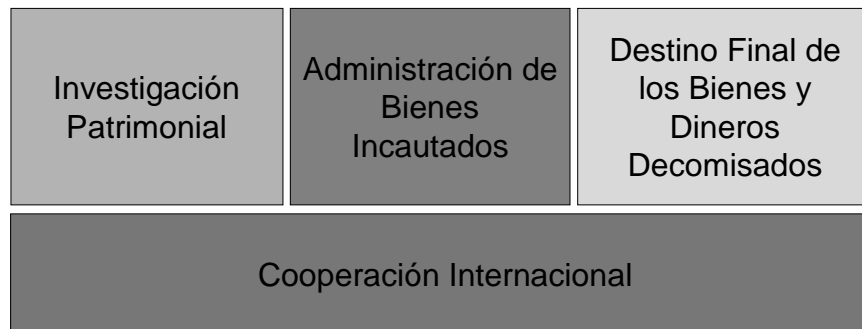 Investigación
Patrimonial
Administración de
Bienes
Incautados
Destino Final de
los Bienes y
Dineros
Decomisados
Cooperación Internacional